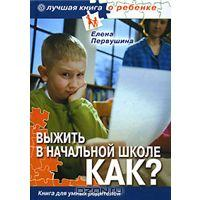 лучшая книга о ребенке
Елена
Первушина
ВЫЖИТЬ
В НАЧАЛЬНОЙ ШКОЛЕ
КАК?
Книга для умных родителей